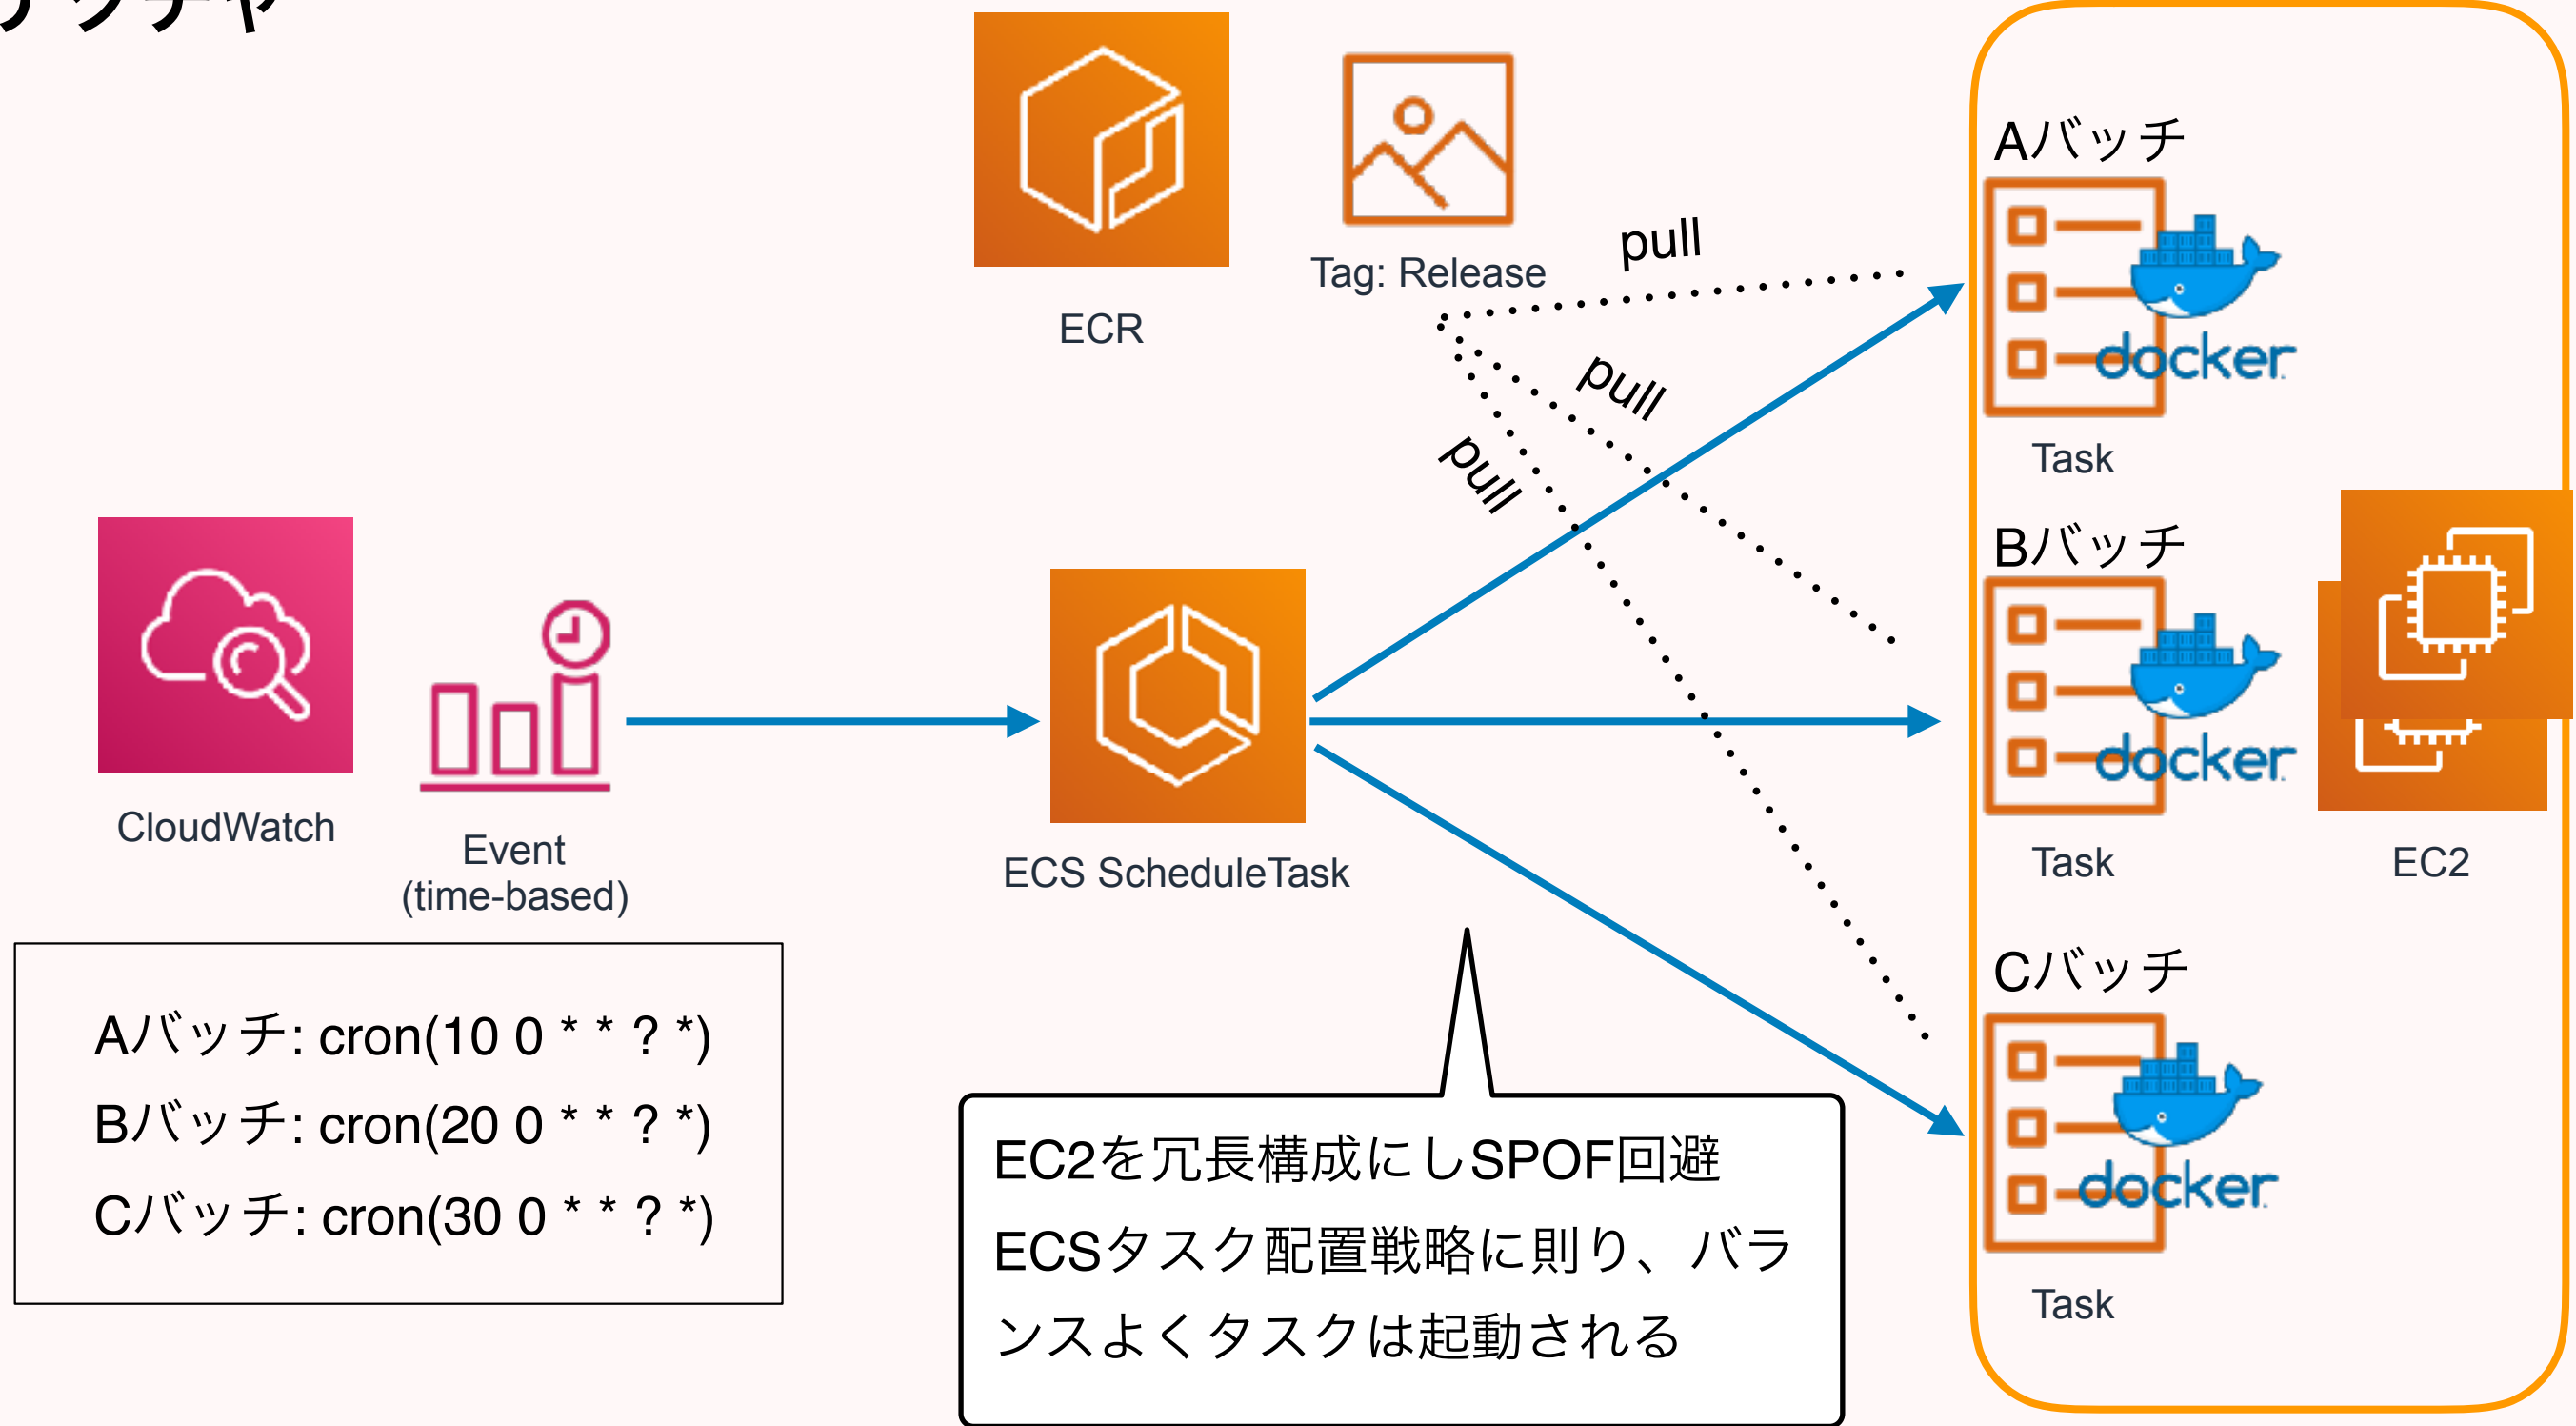 ECR
Tag: Release
pull
pull
pull
Aバッチ
docker
Task
Bバッチ
docker
Task
EC2
Cバッチ
docker
Task
CloudWatch
Event
(time-based)
ECS ScheduleTask
Aバッチ: cron(10 0 * * ? *)
Bバッチ: cron(20 0 * * ? *)
Cバッチ: cron(30 0 * * ? *)
EC2を冗長構成にしSPOF回避
ECSタスク配置戦略に則り、バラ
ンスよくタスクは起動される